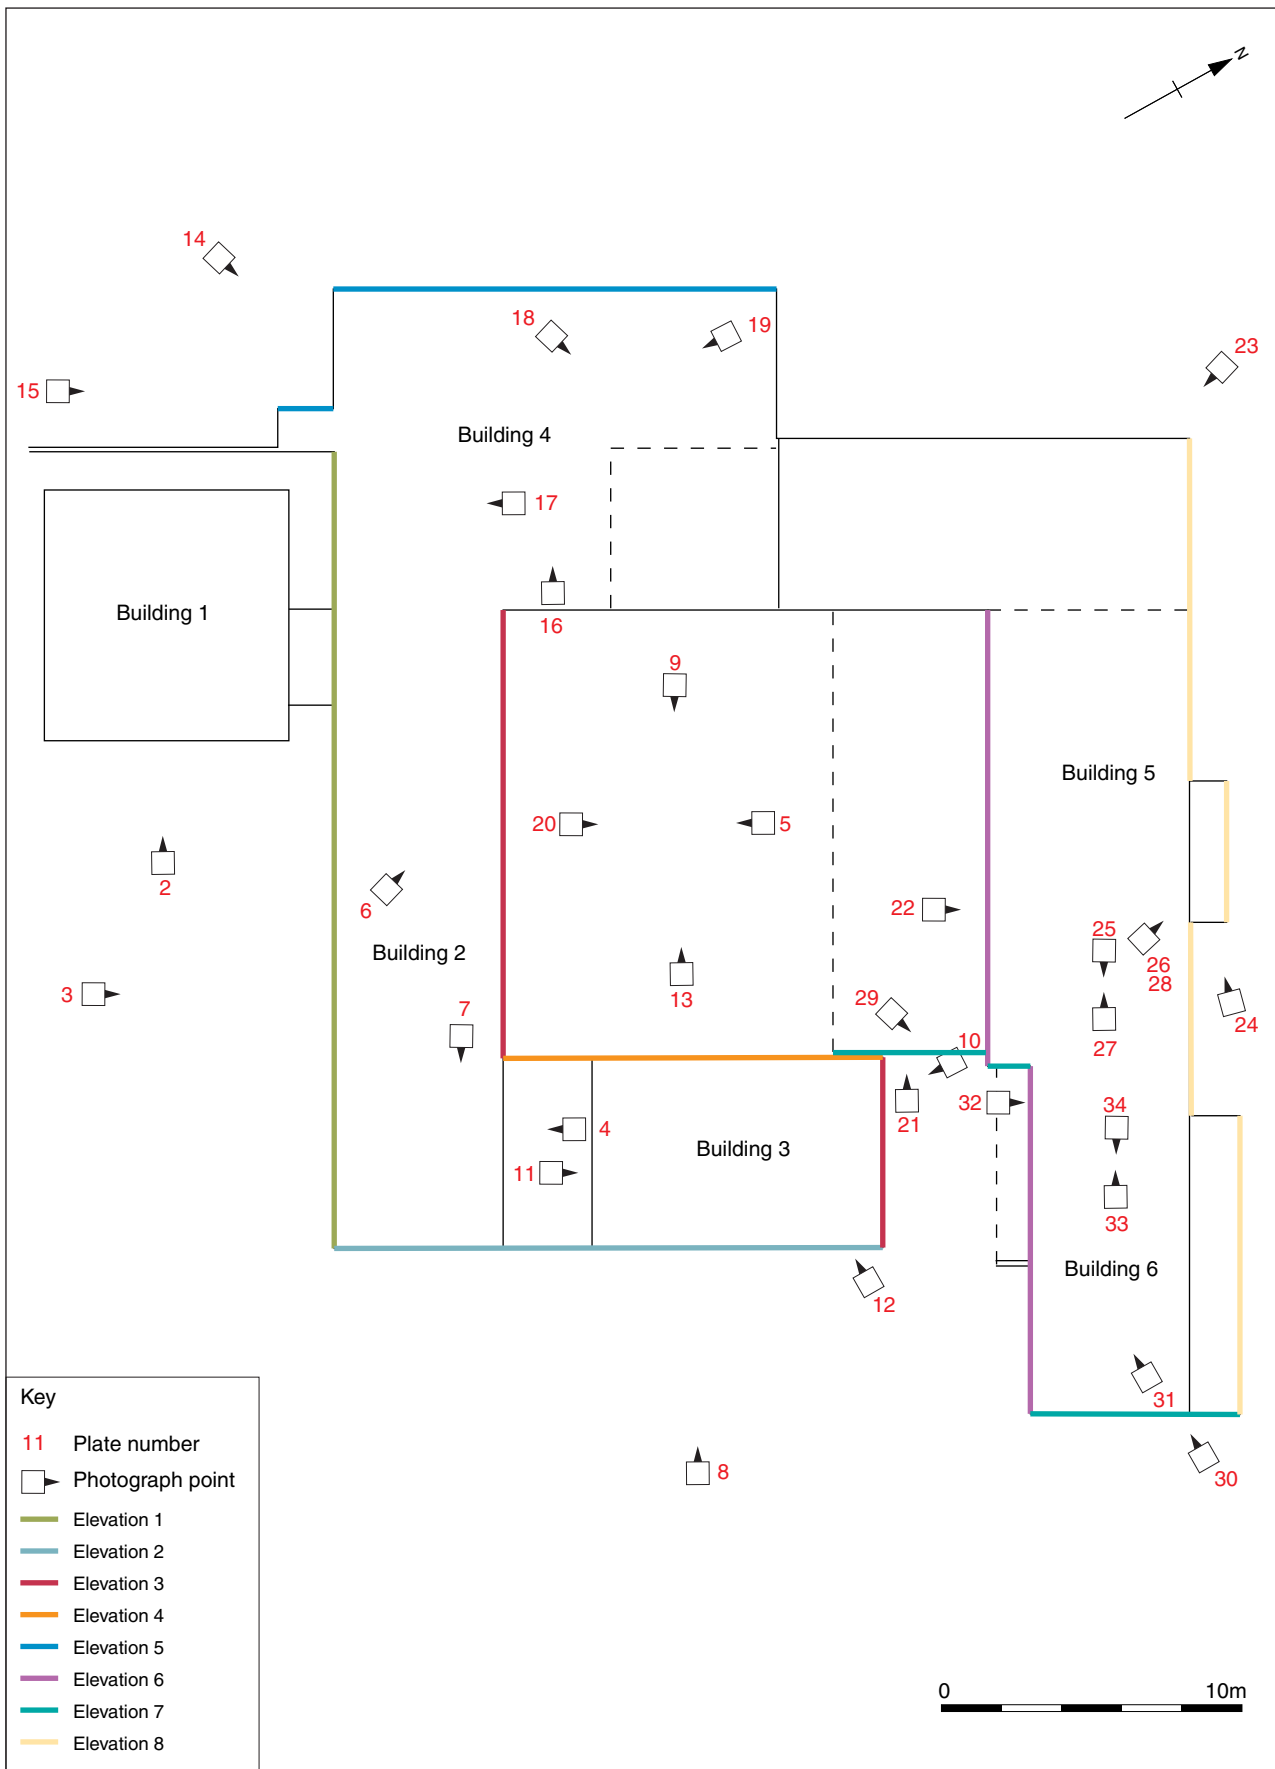 N
14
18
19
15
23
Building 4
17
Building 1
16
9
Building 5
20
5
2
6
22
25
26
28
Building 2
3
13
7
29
10
24
27
4
32
34
21
Building 3
11
33
Building 6
12
31
30
8
Key
11 Plate number
Photograph point
Elevation 1
Elevation 2
Elevation 3
Elevation 4
Elevation 5
Elevation 6
Elevation 7
Elevation 8
0 10m